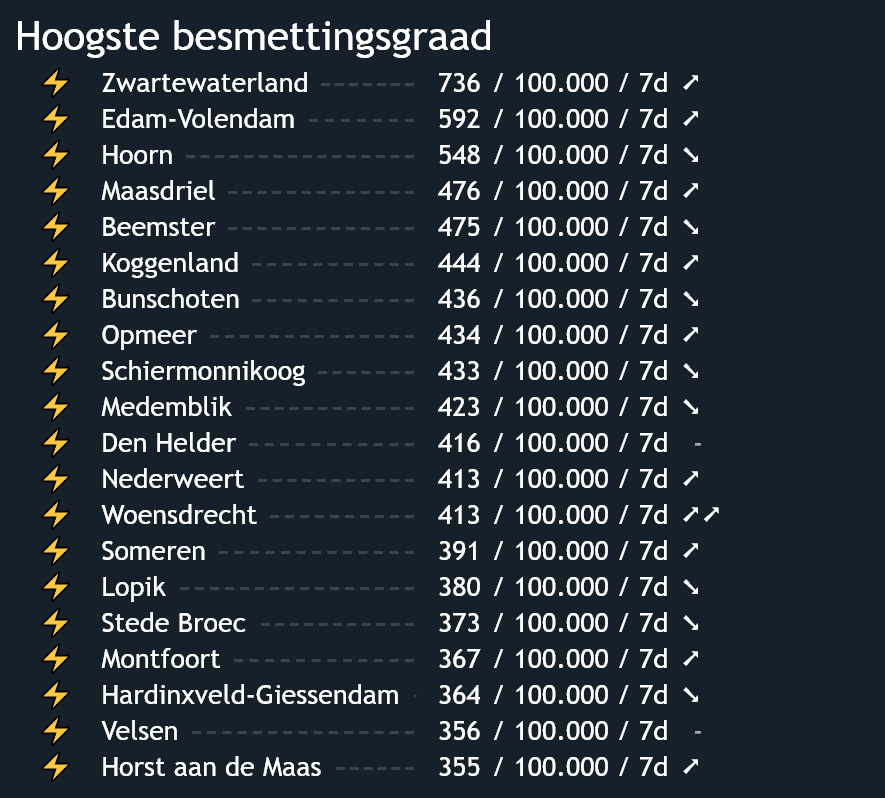 Hoogste besmettingsgraad
⚡ Zwartewaterland ------- 736 / 100.000 / 7d ➚
⚡ Edam-Volendam -------- 592 / 100.000 / 7d ➚
⚡ Hoorn ----------------- 548 / 100.000 / 7d ➘
⚡ Maasdriel -------------- 476 / 100.000 / 7d ➚
⚡ Beemster -------------- 475 / 100.000 / 7d ➘
⚡ Koggenland ------------ 444 / 100.000 / 7d ➚
⚡ Bunschoten ------------ 436 / 100.000 / 7d ➘
⚡ Opmeer --------------- 434 / 100.000 / 7d ➚
⚡ Schiermonnikoog ------- 433 / 100.000 / 7d ➘
⚡ Medemblik ------------- 423 / 100.000 / 7d ➘
⚡ Den Helder ------------ 416 / 100.000 / 7d -
⚡ Nederweert ------------ 413 / 100.000 / 7d ➚
⚡ Woensdrecht ----------- 413 / 100.000 / 7d ➚➚
⚡ Someren --------------- 391 / 100.000 / 7d ➚
⚡ Lopik ------------------ 380 / 100.000 / 7d ➘
⚡ Stede Broec ------------ 373 / 100.000 / 7d ➘
⚡ Montfoort -------------- 367 / 100.000 / 7d ➚
⚡ Hardinxveld-Giessendam - 364 / 100.000 / 7d ➘
⚡ Velsen ----------------- 356 / 100.000 / 7d -
⚡ Horst aan de Maas ------ 355 / 100.000 / 7d ➚